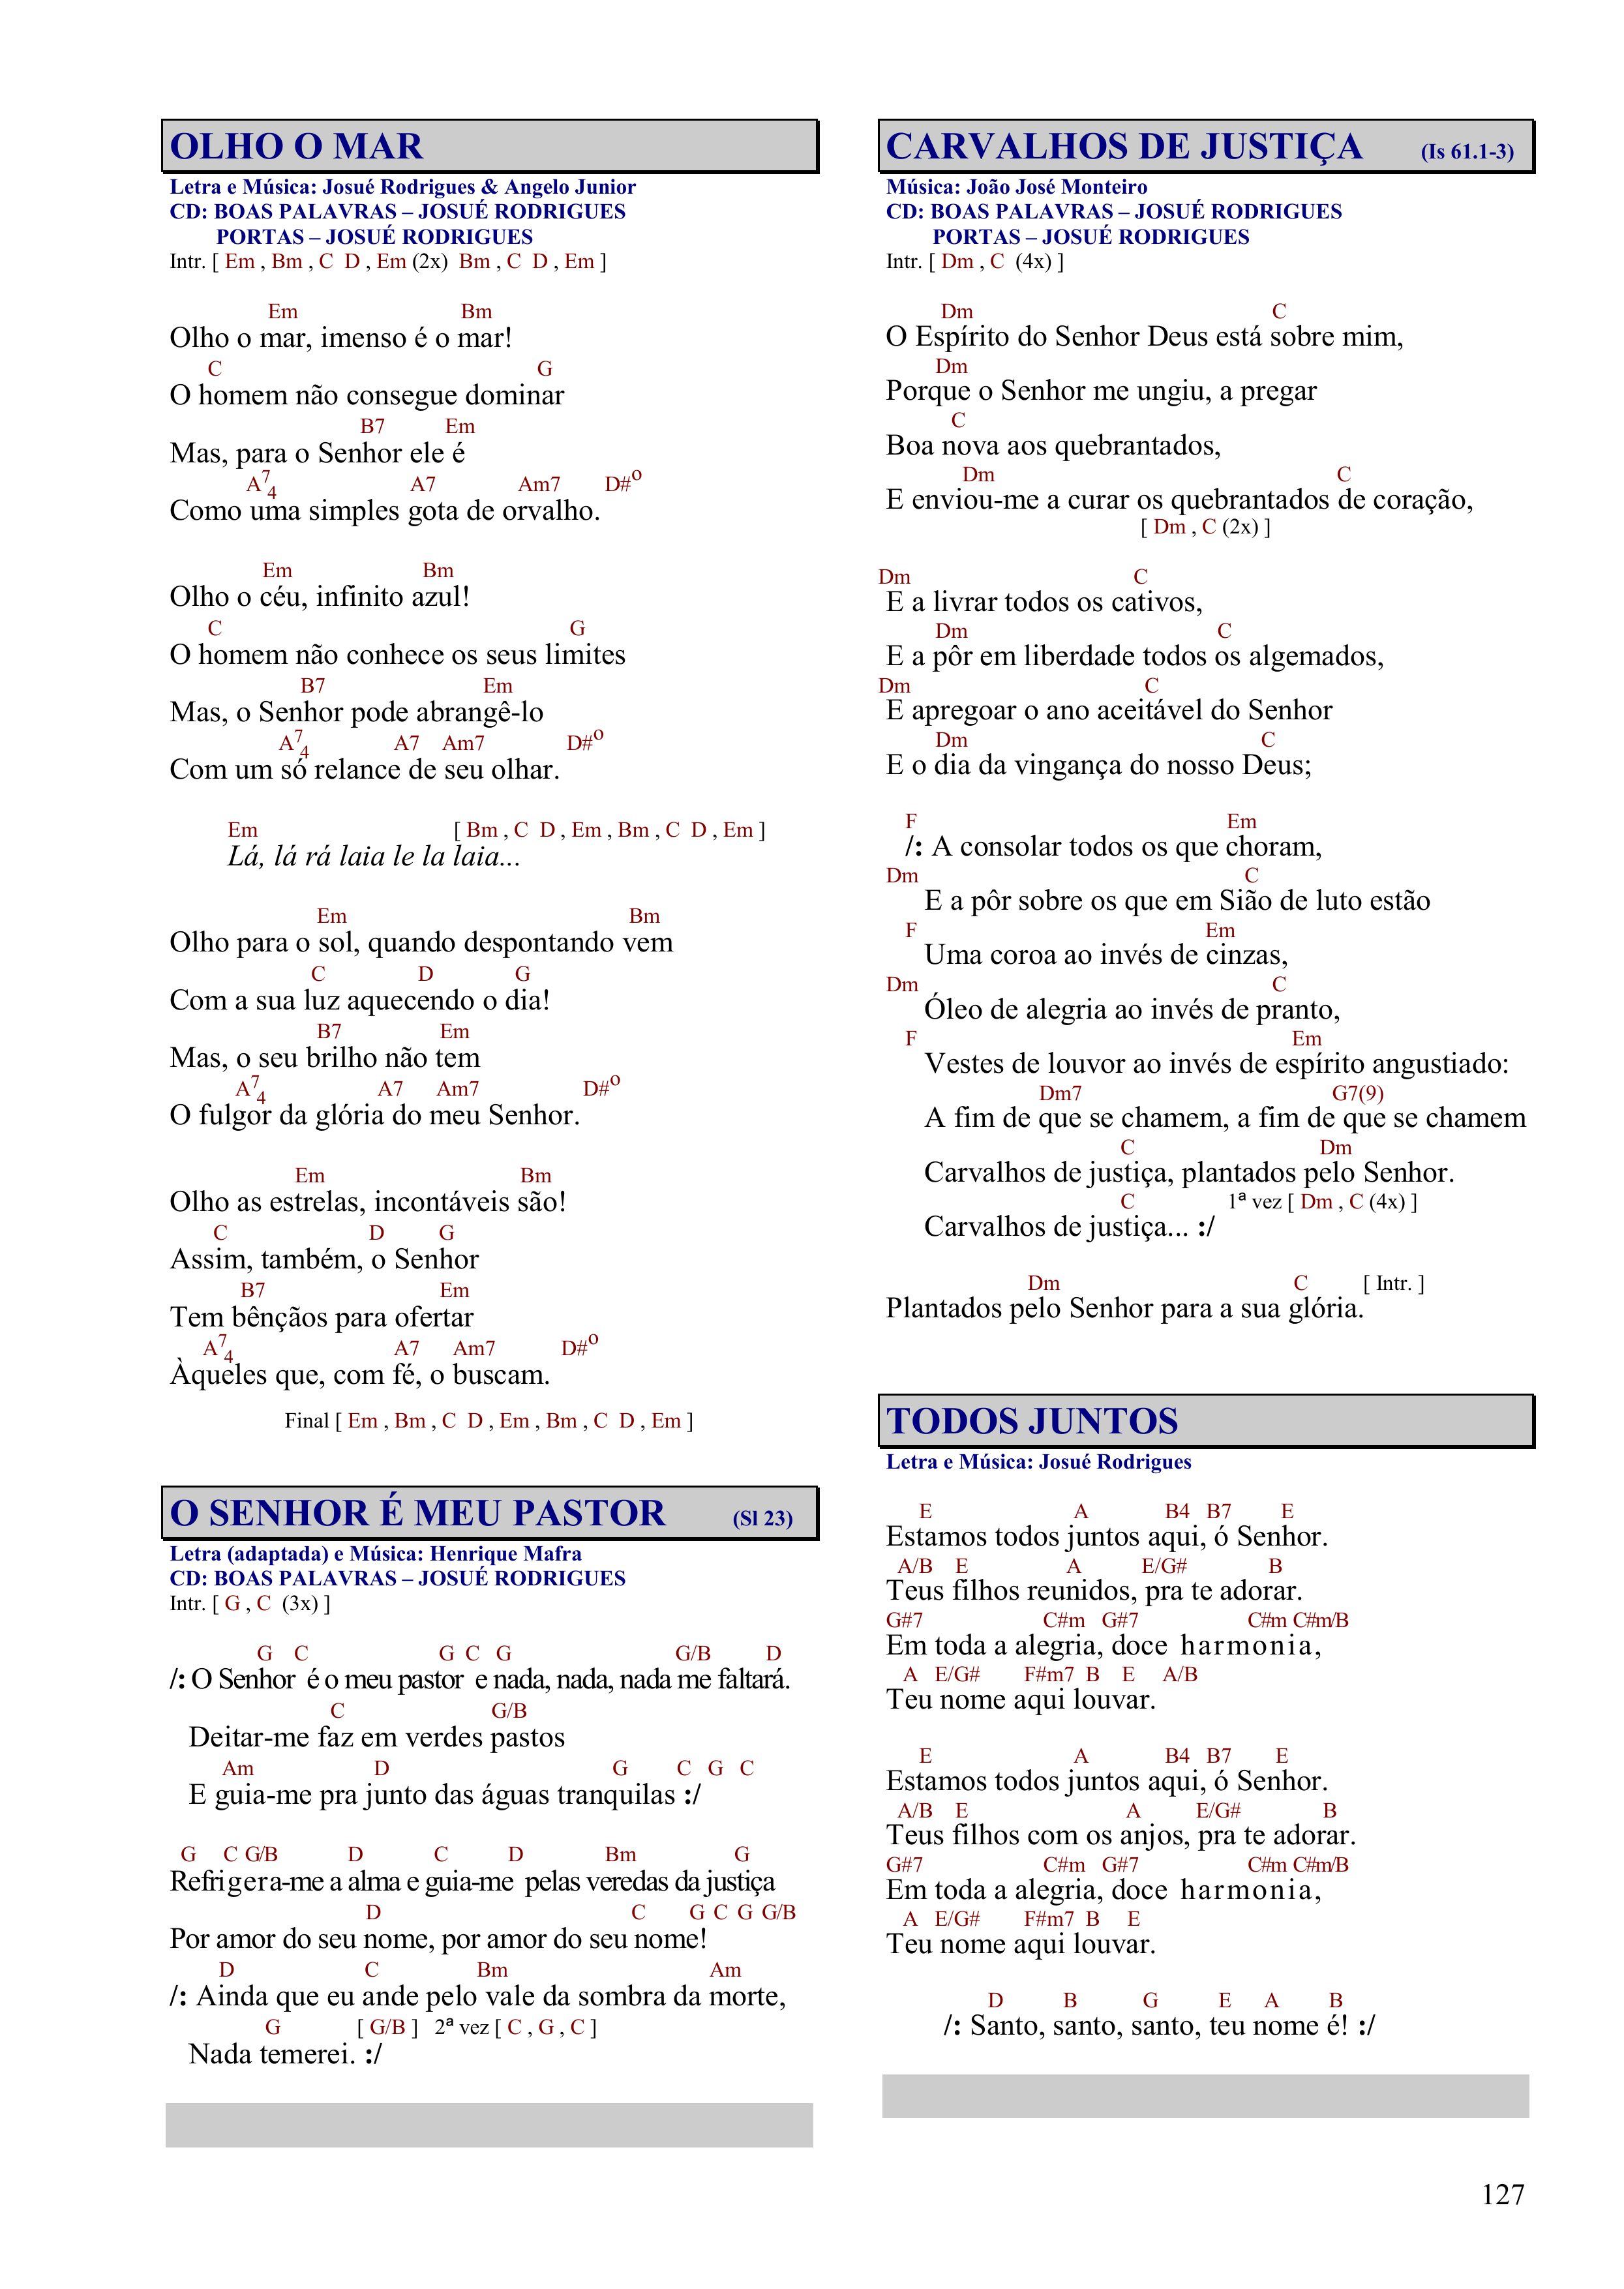 OLHO O MAR
Letra e Música: Josué Rodrigues & Angelo Junior
CD: BOAS PALAVRAS – JOSUÉ RODRIGUES
PORTAS – JOSUÉ RODRIGUES
Intr. [ Em , Bm , C D , Em (2x) Bm , C D , Em ]
Em Bm
Olho o mar, imenso é o mar!
C G
O homem não consegue dominar
B7 Em
Mas, para o Senhor ele é
A7 4 A7 Am7 D#o
Como uma simples gota de orvalho.
Em Bm
Olho o céu, infinito azul!
C G
O homem não conhece os seus limites
B7 Em
Mas, o Senhor pode abrangê-lo
A7 4 A7 Am7 D#o
Com um só relance de seu olhar.
Em [ Bm , C D , Em , Bm , C D , Em ]
Lá, lá rá laia le la laia...
Em Bm
Olho para o sol, quando despontando vem
C D G
Com a sua luz aquecendo o dia!
B7 Em
Mas, o seu brilho não tem
A7 4 A7 Am7 D#o
O fulgor da glória do meu Senhor.
Em Bm
Olho as estrelas, incontáveis são!
C D G
Assim, também, o Senhor
B7 Em
Tem bênçãos para ofertar
A7 4 A7 Am7 D#o
Àqueles que, com fé, o buscam.
Final [ Em , Bm , C D , Em , Bm , C D , Em ]
O SENHOR É MEU PASTOR (Sl 23)
Letra (adaptada) e Música: Henrique Mafra
CD: BOAS PALAVRAS – JOSUÉ RODRIGUES
Intr. [ G , C (3x) ]
G C G C G G/B D
/: O Senhor é o meu pastor e nada, nada, nada me faltará.
C G/B
Deitar-me faz em verdes pastos
Am D G C G C
E guia-me pra junto das águas tranquilas :/
G C G/B D C D Bm G
Refrigera-me a alma e guia-me pelas veredas da justiça
D C G C G G/B
Por amor do seu nome, por amor do seu nome!
D C Bm Am
/: Ainda que eu ande pelo vale da sombra da morte,
G [ G/B ] 2ª vez [ C , G , C ]
Nada temerei. :/
CARVALHOS DE JUSTIÇA (Is 61.1-3)
Música: João José Monteiro
CD: BOAS PALAVRAS – JOSUÉ RODRIGUES
PORTAS – JOSUÉ RODRIGUES
Intr. [ Dm , C (4x) ]
Dm C
O Espírito do Senhor Deus está sobre mim,
Dm
Porque o Senhor me ungiu, a pregar
C
Boa nova aos quebrantados,
Dm C
E enviou-me a curar os quebrantados de coração,
[ Dm , C (2x) ]
Dm C
E a livrar todos os cativos,
Dm C
E a pôr em liberdade todos os algemados,
Dm C
E apregoar o ano aceitável do Senhor
Dm C
E o dia da vingança do nosso Deus;
F Em
/: A consolar todos os que choram,
Dm C
E a pôr sobre os que em Sião de luto estão
F Em
Uma coroa ao invés de cinzas,
Dm C
Óleo de alegria ao invés de pranto,
F Em
Vestes de louvor ao invés de espírito angustiado:
Dm7 G7(9)
A fim de que se chamem, a fim de que se chamem
C Dm
Carvalhos de justiça, plantados pelo Senhor.
C 1ª vez [ Dm , C (4x) ]
Carvalhos de justiça... :/
Dm C [ Intr. ]
Plantados pelo Senhor para a sua glória.
TODOS JUNTOS
Letra e Música: Josué Rodrigues
E A B4 B7 E
Estamos todos juntos aqui, ó Senhor.
A/B E A E/G# B
Teus filhos reunidos, pra te adorar.
G#7 C#m G#7 C#m C#m/B
Em toda a alegria, doce harmonia,
A E/G# F#m7 B E A/B
Teu nome aqui louvar.
E A B4 B7 E
Estamos todos juntos aqui, ó Senhor.
A/B E A E/G# B
Teus filhos com os anjos, pra te adorar.
G#7 C#m G#7 C#m C#m/B
Em toda a alegria, doce harmonia,
A E/G# F#m7 B E
Teu nome aqui louvar.
D B G E A B
/: Santo, santo, santo, teu nome é! :/
127